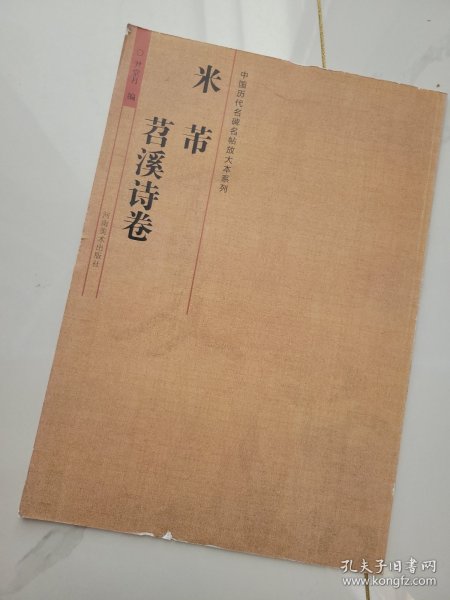 中国历代名碑名帖放大本系列
米芾
苕溪诗卷
编
河南美术出版社
孔夫子旧书网
www.kongfz.com